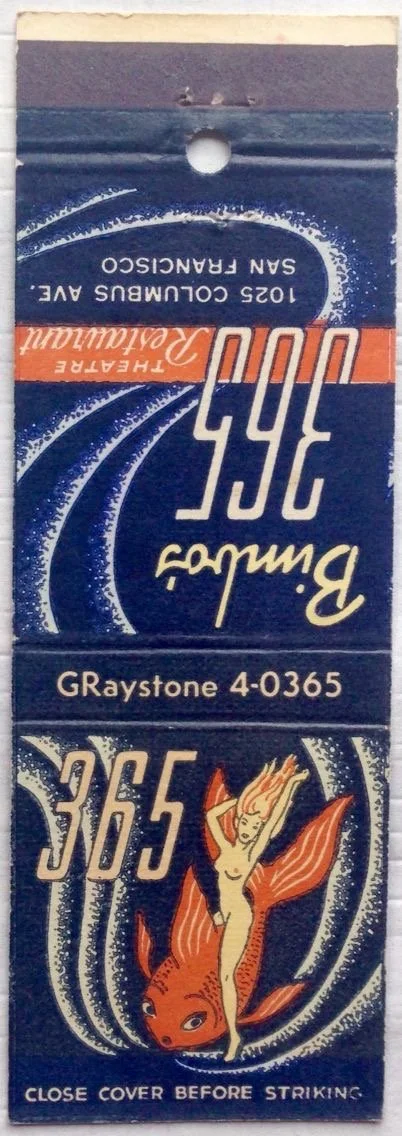 Bimbo's
365
THEATRE
Restaurant
1025 COLUMBUS AVE.
SAN FRANCISCO
GRaystone 4-0365
365
CLOSE COVER BEFORE STRIKING